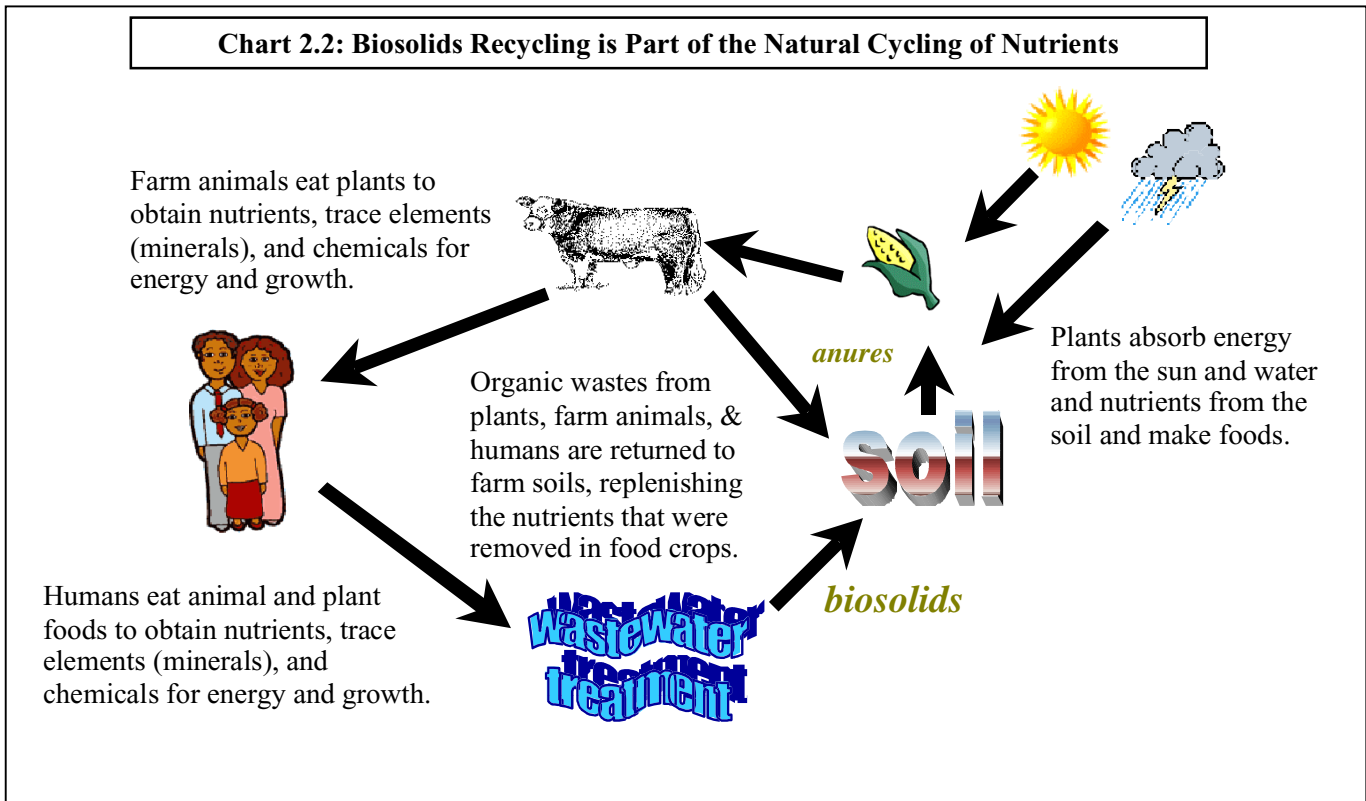 Chart 2.2: Biosolids Recycling is Part of the Natural Cycling of Nutrients
Farm animals eat plants to
obtain nutrients, trace elements
(minerals), and chemicals for
energy and growth.
anures
Plants absorb energy
from the sun and water
and nutrients from the
soil and make foods.
Organic wastes from
plants, farm animals, &
humans are returned to
farm soils, replenishing
the nutrients that were
removed in food crops.
soil
Humans eat animal and plant
foods to obtain nutrients, trace
elements (minerals), and
chemicals for energy and growth.
wastewater
treatment
biosolids